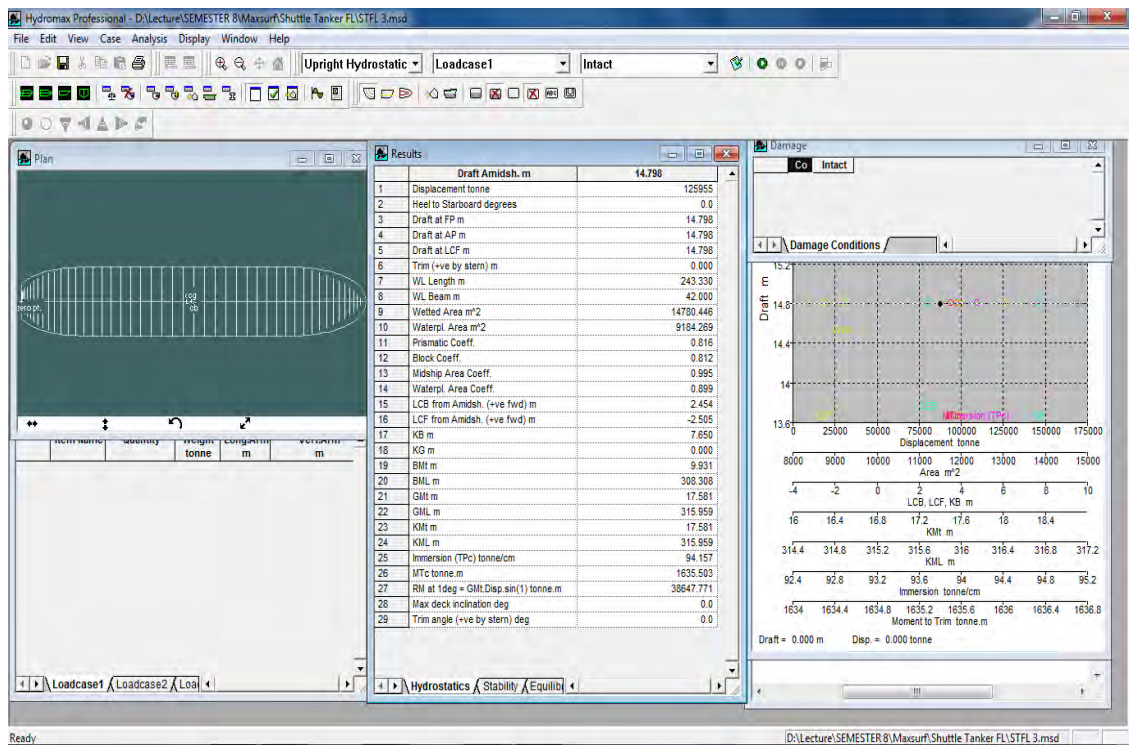 Hydromax Professional - D:\Lecture\SEMESTER 8\Maxsurf\Shuttle Tanker FL\STFL 3.msd
File Edit View Case Analysis Display Window Help
Upright Hydrostatic Loadcase1 Intact
Plan
cog
cb
zero pt.
Item Name Quantity Weight tonne LongArm m VertArm m
Loadcase1 Loadcase2 Loa
Results
Draft Amidsh. m 14.798
1 Displacement tonne 125955
2 Heel to Starboard degrees 0.0
3 Draft at FP m 14.798
4 Draft at AP m 14.798
5 Draft at LCF m 14.798
6 Trim (+ve by stern) m 0.000
7 WL Length m 243.330
8 WL Beam m 42.000
9 Wetted Area m^2 14780.446
10 Waterpl. Area m^2 9184.269
11 Prismatic Coeff. 0.816
12 Block Coeff. 0.812
13 Midship Area Coeff. 0.995
14 Waterpl. Area Coeff. 0.899
15 LCB from Amidsh. (+ve fwd) m 2.454
16 LCF from Amidsh. (+ve fwd) m -2.505
17 KB m 7.650
18 KG m 0.000
19 BMt m 9.931
20 BML m 308.308
21 GMt m 17.581
22 GML m 315.959
23 KMt m 17.581
24 KML m 315.959
25 Immersion (TPc) tonne/cm 94.157
26 MTc tonne.m 1635.503
27 RM at 1deg = GMt.Disp.sin(1) tonne.m 38647.771
28 Max deck inclination deg 0.0
29 Trim angle (+ve by stern) deg 0.0
Hydrostatics Stability Equilib
Damage
Co Intact
Damage Conditions
15.2
14.8
14.4
14
13.6
Draft m
Immersion (TPc)
0 25000 50000 75000 100000 125000 150000 175000
Displacement tonne
8000 9000 10000 11000 12000 13000 14000 15000
Area m^2
-4 -2 0 2 4 6 8 10
LCB, LCF, KB m
16 16.4 16.8 17.2 17.6 18 18.4
KMt m
314.4 314.8 315.2 315.6 316 316.4 316.8 317.2
KML m
92.4 92.8 93.2 93.6 94 94.4 94.8 95.2
Immersion tonne/cm
1634 1634.4 1634.8 1635.2 1635.6 1636 1636.4 1636.8
Moment to Trim tonne.m
Draft = 0.000 m Disp. = 0.000 tonne
Ready
D:\Lecture\SEMESTER 8\Maxsurf\Shuttle Tanker FL\STFL 3.msd